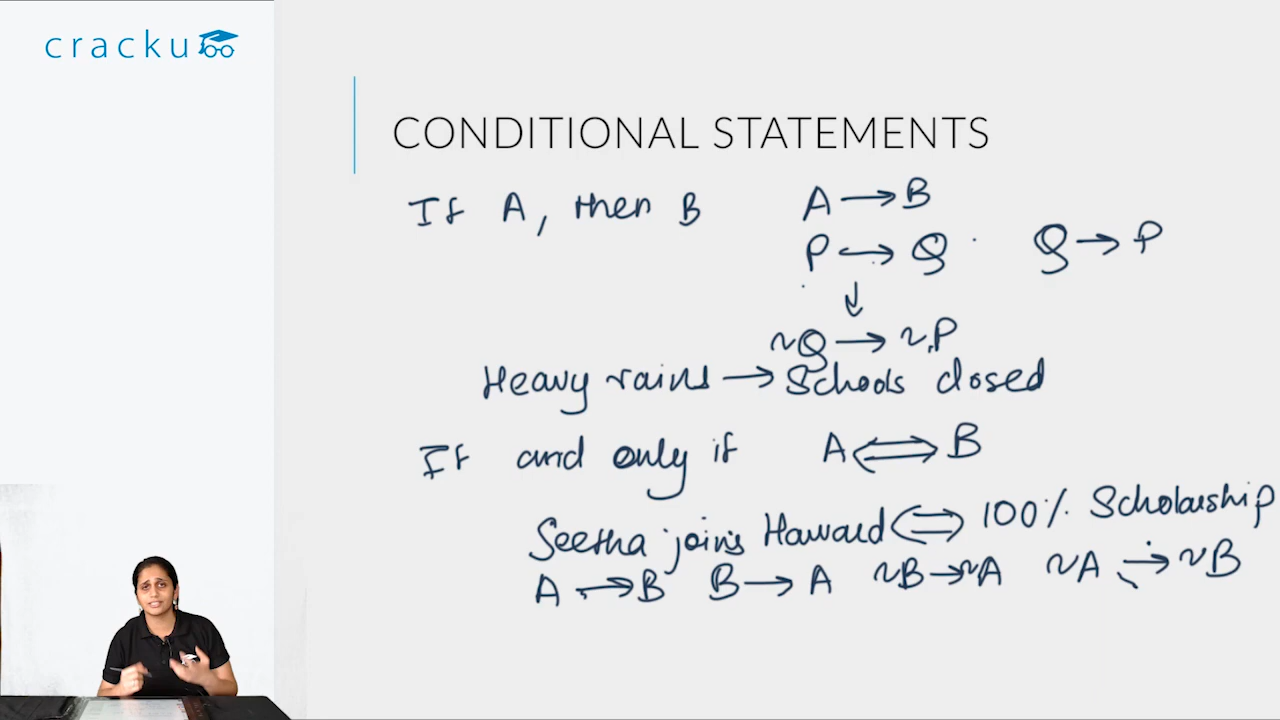 cracku
CONDITIONAL STATEMENTS
If A, then B A → B
P → Q Q → P
↓
~Q → ~P
Heavy rains → Schools closed
If and only if A ⟺ B
Seetha joins Harvard ⟺ 100% Scholarship
A → B B → A ~B → ~A ~A → ~B